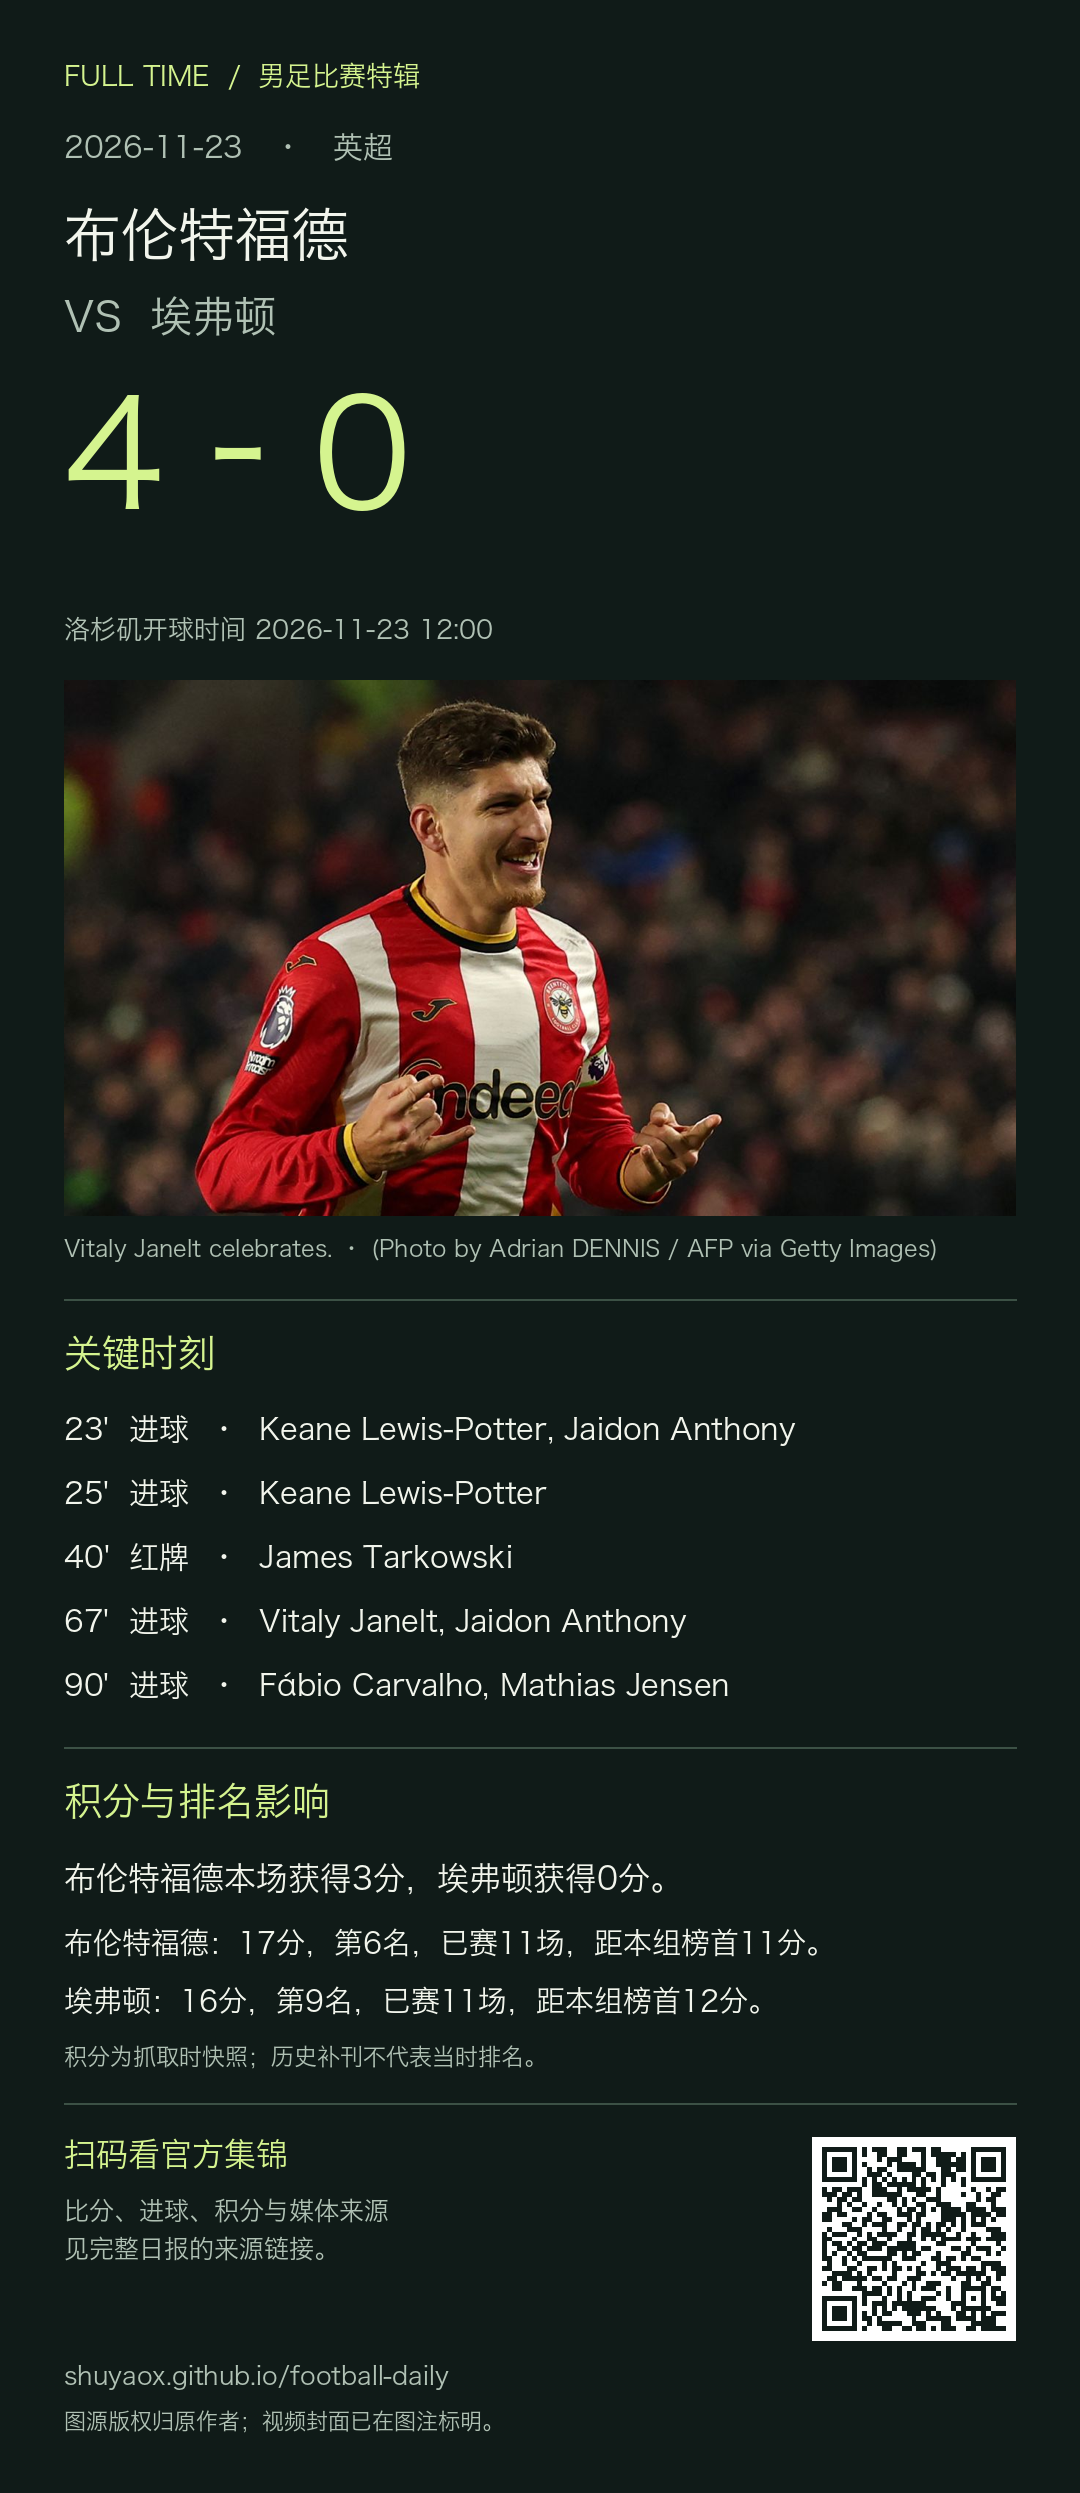 FULL TIME / 男足比赛特辑
2026-11-23 · 英超
布伦特福德
VS 埃弗顿
4 - 0
洛杉矶开球时间 2026-11-23 12:00
indeed
Vitaly Janelt celebrates. · (Photo by Adrian DENNIS / AFP via Getty Images)
关键时刻
23' 进球 · Keane Lewis-Potter, Jaidon Anthony
25' 进球 · Keane Lewis-Potter
40' 红牌 · James Tarkowski
67' 进球 · Vitaly Janelt, Jaidon Anthony
90' 进球 · Fábio Carvalho, Mathias Jensen
积分与排名影响
布伦特福德本场获得3分，埃弗顿获得0分。
布伦特福德：17分，第6名，已赛11场，距本组榜首11分。
埃弗顿：16分，第9名，已赛11场，距本组榜首12分。
积分为抓取时快照；历史补刊不代表当时排名。
扫码看官方集锦
比分、进球、积分与媒体来源
见完整日报的来源链接。
shuyaox.github.io/football-daily
图源版权归原作者；视频封面已在图注标明。